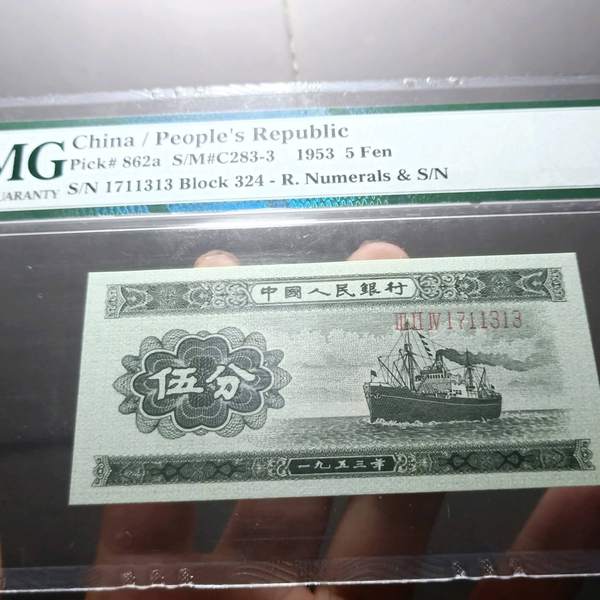 MG
GUARANTY
China / People's Republic
Pick# 862a S/M#C283-3 1953 5 Fen
S/N 1711313 Block 324 - R. Numerals & S/N
中國人民銀行
III II IV 1711313
伍分
一九五三年